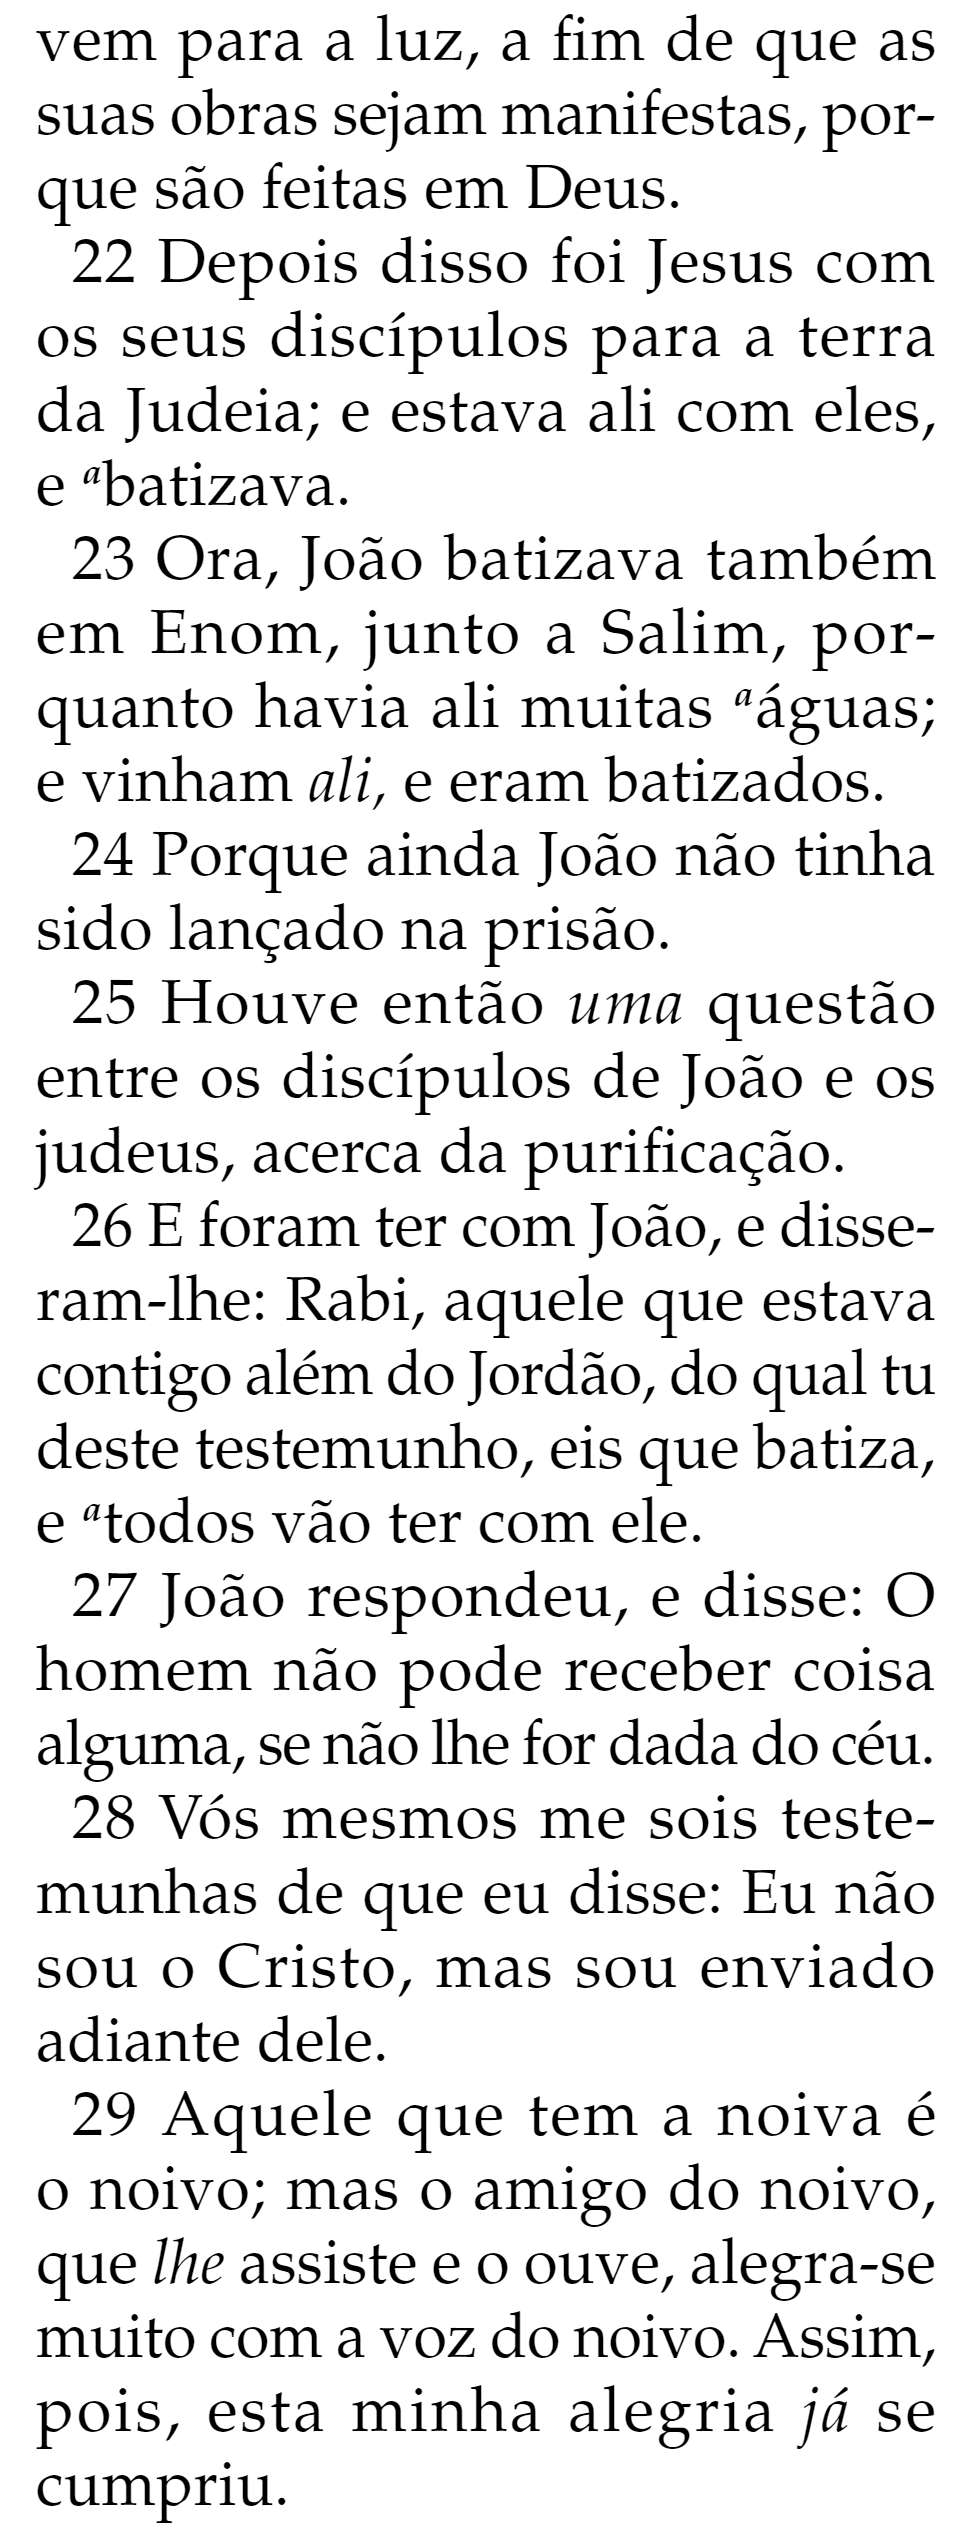 vem para a luz, a fim de que as
suas obras sejam manifestas, por-
que são feitas em Deus.
22 Depois disso foi Jesus com
os seus discípulos para a terra
da Judeia; e estava ali com eles,
e ᵃbatizava.
23 Ora, João batizava também
em Enom, junto a Salim, por-
quanto havia ali muitas ᵃáguas;
e vinham ali, e eram batizados.
24 Porque ainda João não tinha
sido lançado na prisão.
25 Houve então uma questão
entre os discípulos de João e os
judeus, acerca da purificação.
26 E foram ter com João, e disse-
ram-lhe: Rabi, aquele que estava
contigo além do Jordão, do qual tu
deste testemunho, eis que batiza,
e ᵃtodos vão ter com ele.
27 João respondeu, e disse: O
homem não pode receber coisa
alguma, se não lhe for dada do céu.
28 Vós mesmos me sois teste-
munhas de que eu disse: Eu não
sou o Cristo, mas sou enviado
adiante dele.
29 Aquele que tem a noiva é
o noivo; mas o amigo do noivo,
que lhe assiste e o ouve, alegra-se
muito com a voz do noivo. Assim,
pois, esta minha alegria já se
cumpriu.